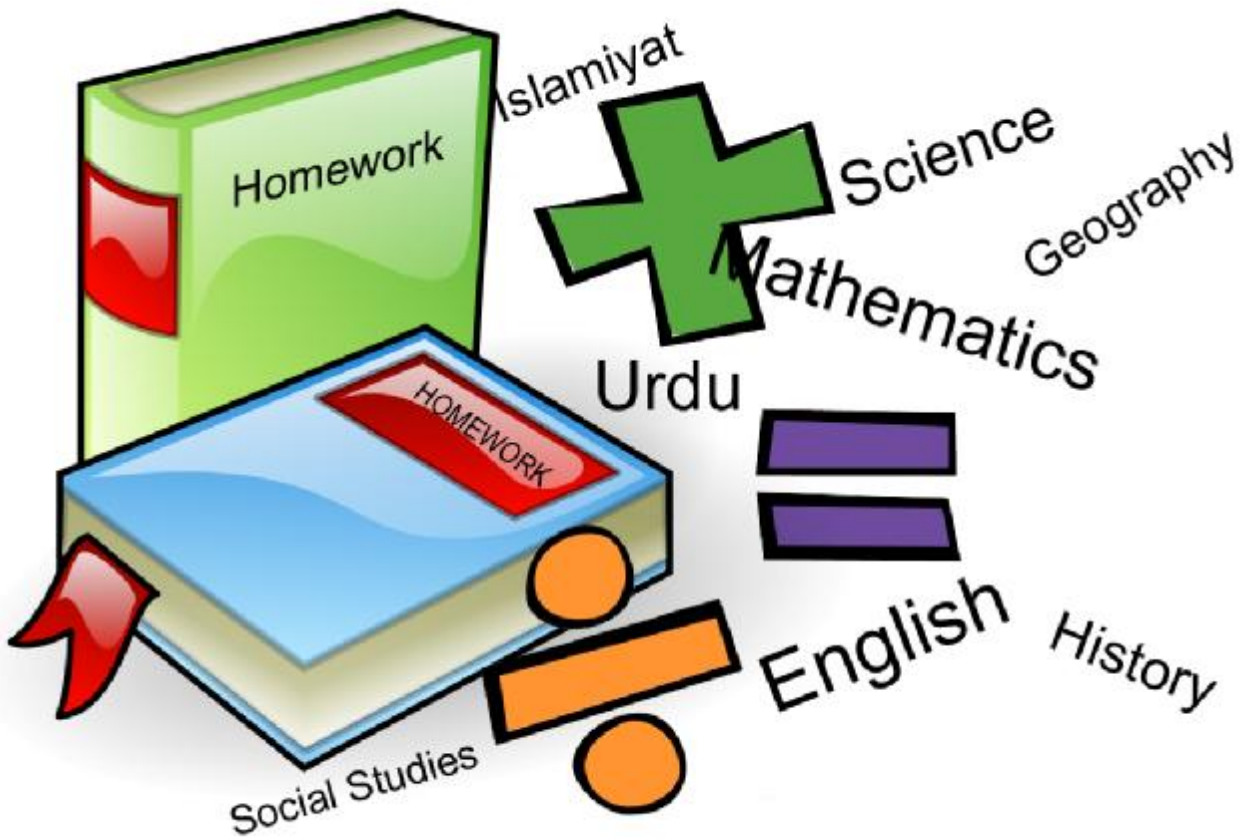 Islamiyat
Homework
Science
Geography
Mathematics
Urdu
HOMEWORK
English
History
Social Studies